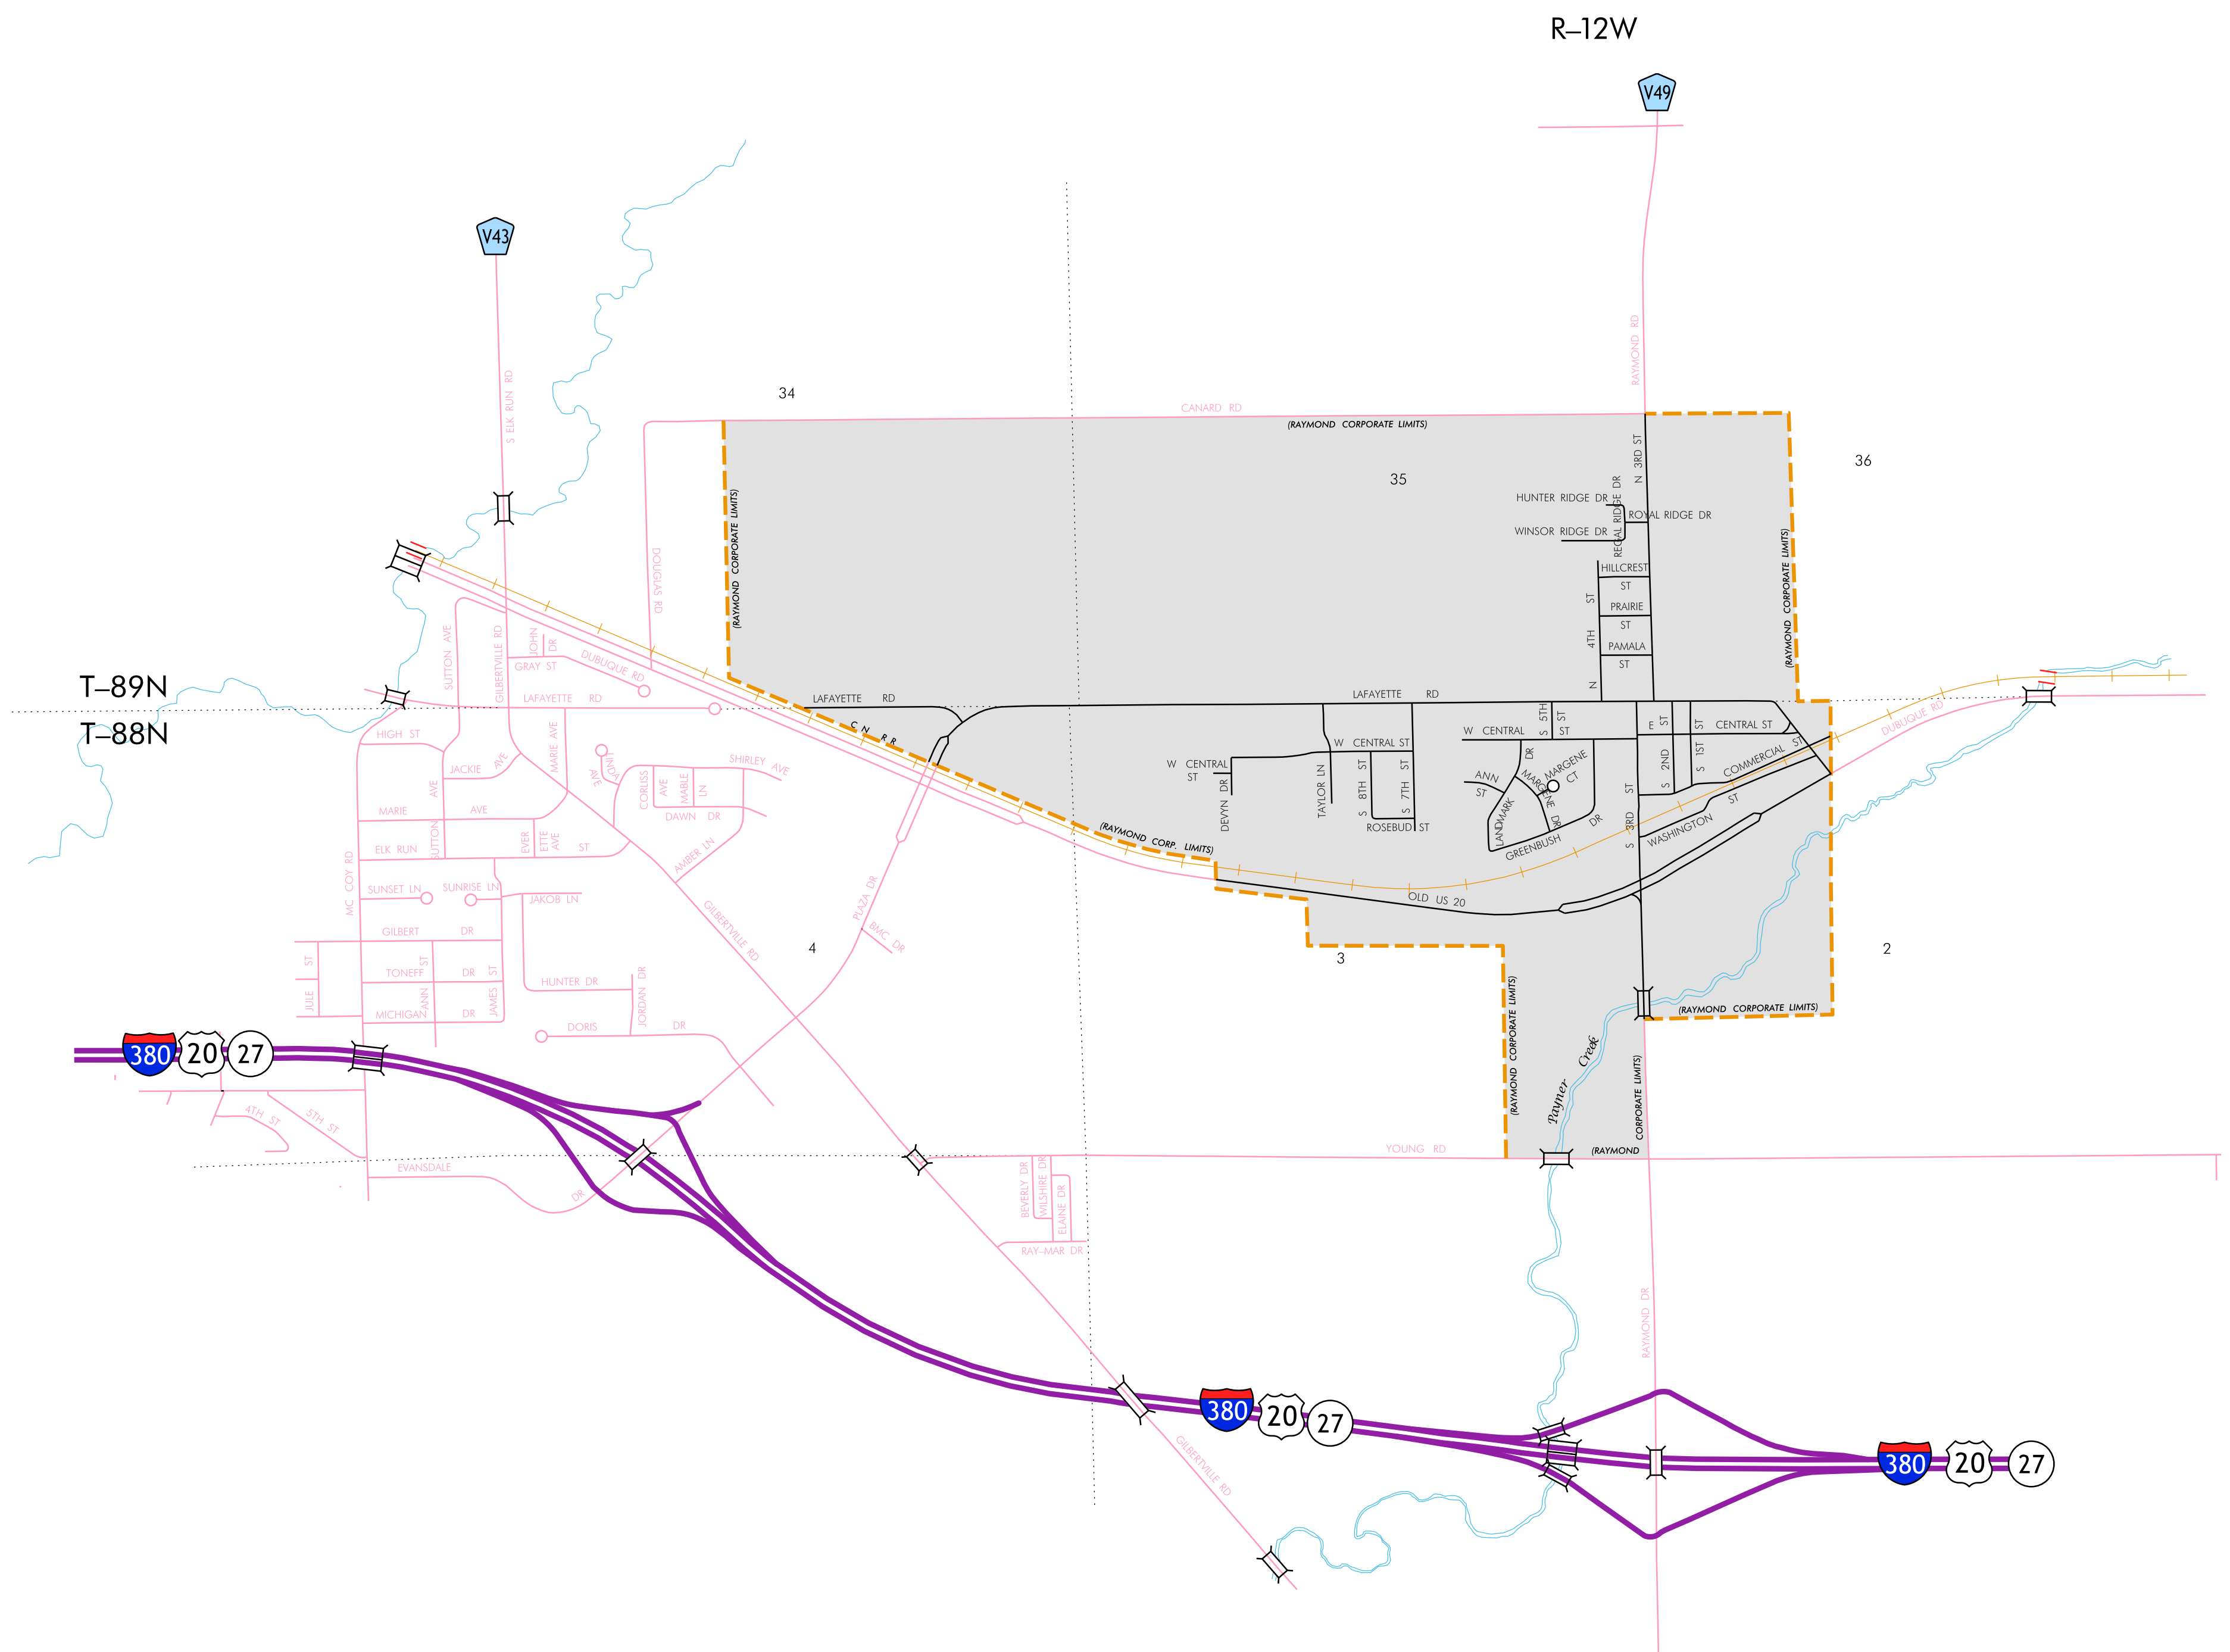 R–12W
V49
V43
RAYMOND RD
S ELK RUN RD
34
CANARD RD
(RAYMOND CORPORATE LIMITS)
36
35
N 3RD ST
HUNTER RIDGE DR
REGAL RIDGE DR
ROYAL RIDGE DR
WINSOR RIDGE DR
(RAYMOND CORPORATE LIMITS)
(RAYMOND CORPORATE LIMITS)
DOUGLAS RD
HILLCREST
ST
PRAIRIE
ST
PAMALA
ST
N 4TH ST
SUTTON AVE
GILBERTVILLE RD
JOHN
DR
GRAY ST
DUBUQUE RD
T–89N
T–88N
LAFAYETTE RD
LAFAYETTE RD
LAFAYETTE RD
C N R R
DUBUQUE RD
HIGH ST
JACKIE AVE
MARIE AVE
LINDA
AVE
SHIRLEY AVE
CORLISS
AVE
MABLE
LN
DAWN DR
W CENTRAL
ST
W CENTRAL ST
DEVYN DR
TAYLOR LN
S 8TH ST
S 7TH ST
ROSEBUD ST
W CENTRAL ST
S 5TH
ST
E CENTRAL ST
S 2ND ST
S 1ST ST
COMMERCIAL ST
WASHINGTON ST
S 3RD ST
ANN
ST
LANDMARK DR
MARGENE DR
MARGENE
CT
GREENBUSH DR
MARIE AVE
SUTTON AVE
EVER
ETTE
AVE
ELK RUN ST
AMBER LN
(RAYMOND CORP. LIMITS)
MC COY RD
SUNSET LN
SUNRISE LN
JAKOB LN
PLAZA DR
BMC DR
GILBERTVILLE RD
OLD US 20
GILBERT DR
4
3
2
JULE ST
TONEFF DR
ANN ST
JAMES ST
MICHIGAN DR
HUNTER DR
JORDAN DR
DORIS DR
(RAYMOND CORPORATE LIMITS)
(RAYMOND CORPORATE LIMITS)
Payner Creek
380
20
27
4TH ST
5TH ST
EVANSDALE DR
YOUNG RD
(RAYMOND CORPORATE LIMITS)
BEVERLY DR
WILSHIRE DR
ELAINE DR
RAY–MAR DR
RAYMOND DR
380
20
27
GILBERTVILLE RD
380
20
27